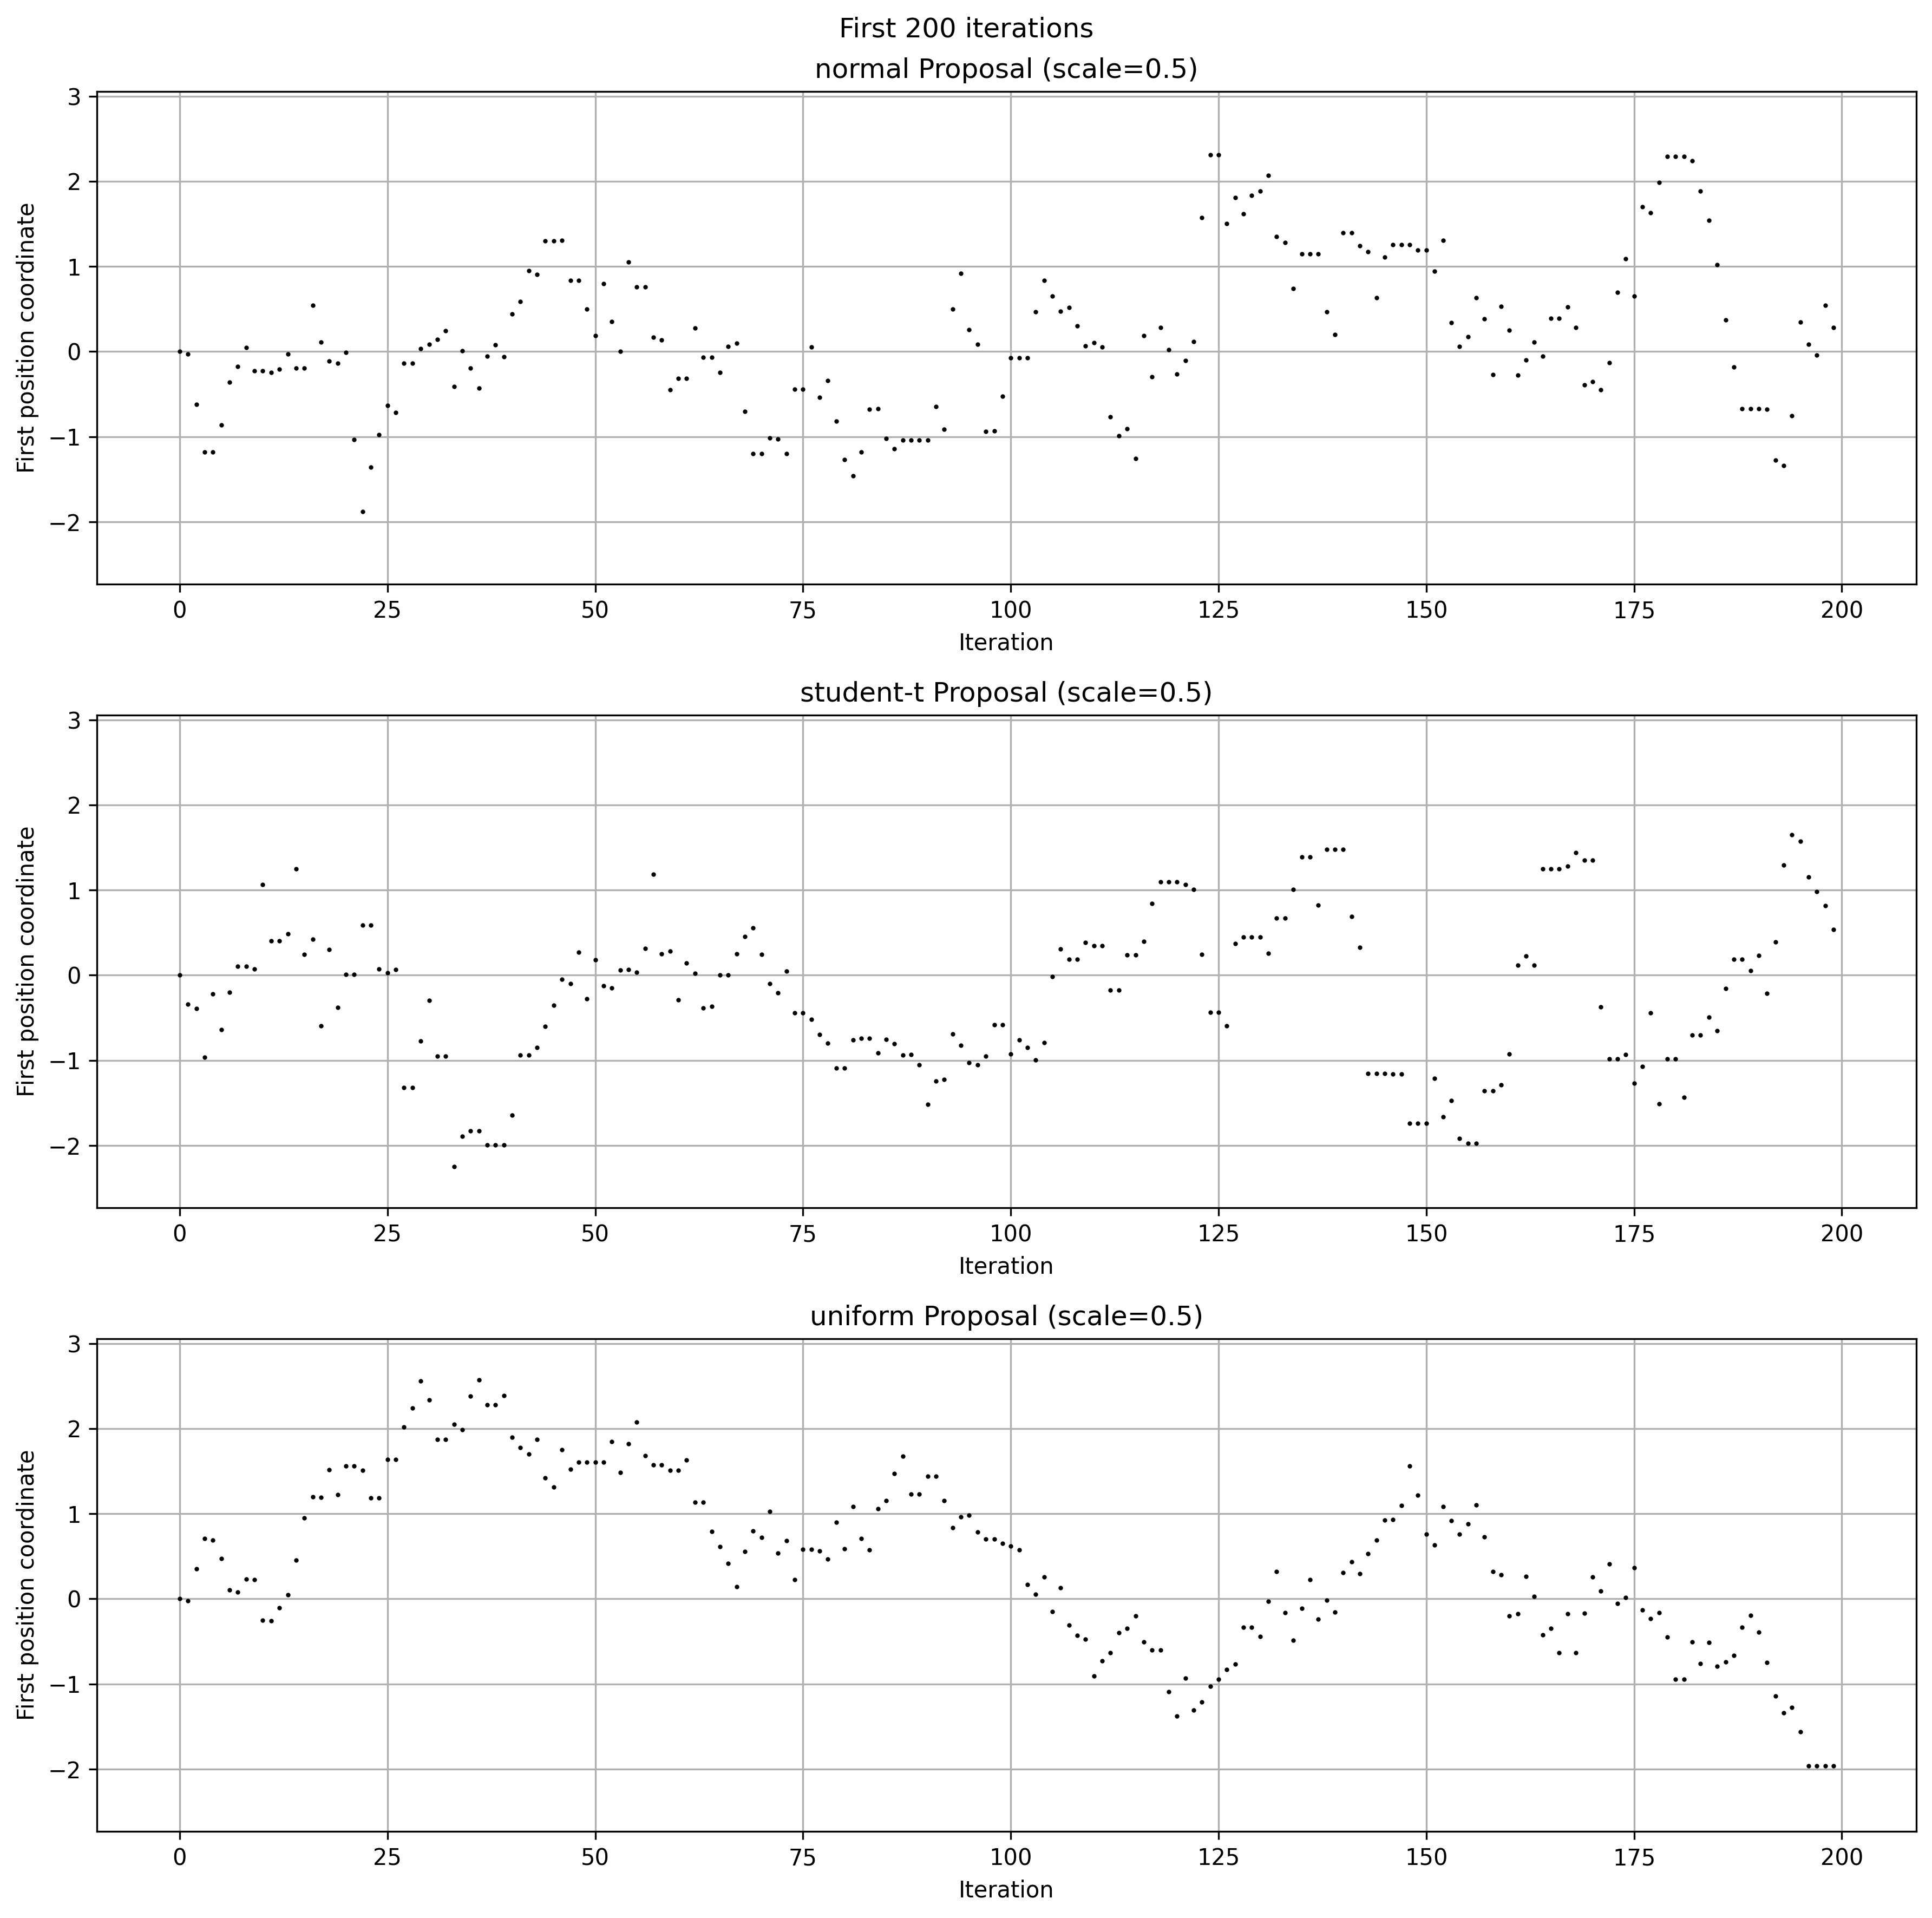 First 200 iterations
normal Proposal (scale=0.5)
First position coordinate
3
2
1
0
−1
−2
0 25 50 75 100 125 150 175 200
Iteration
student-t Proposal (scale=0.5)
First position coordinate
3
2
1
0
−1
−2
0 25 50 75 100 125 150 175 200
Iteration
uniform Proposal (scale=0.5)
First position coordinate
3
2
1
0
−1
−2
0 25 50 75 100 125 150 175 200
Iteration